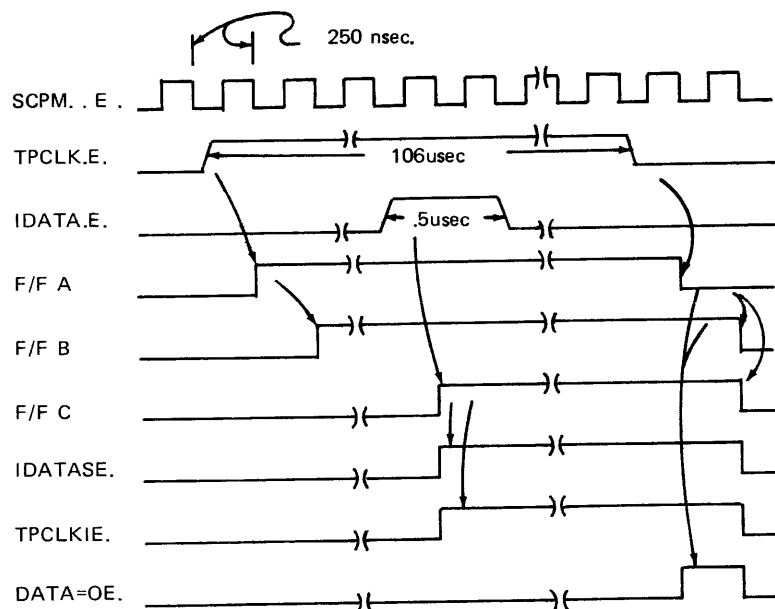 250 nsec.
SCPM. . E .
TPCLK.E.
106usec
IDATA.E.
.5usec
F/F A
F/F B
F/F C
IDATASE.
TPCLKIE.
DATA=OE.